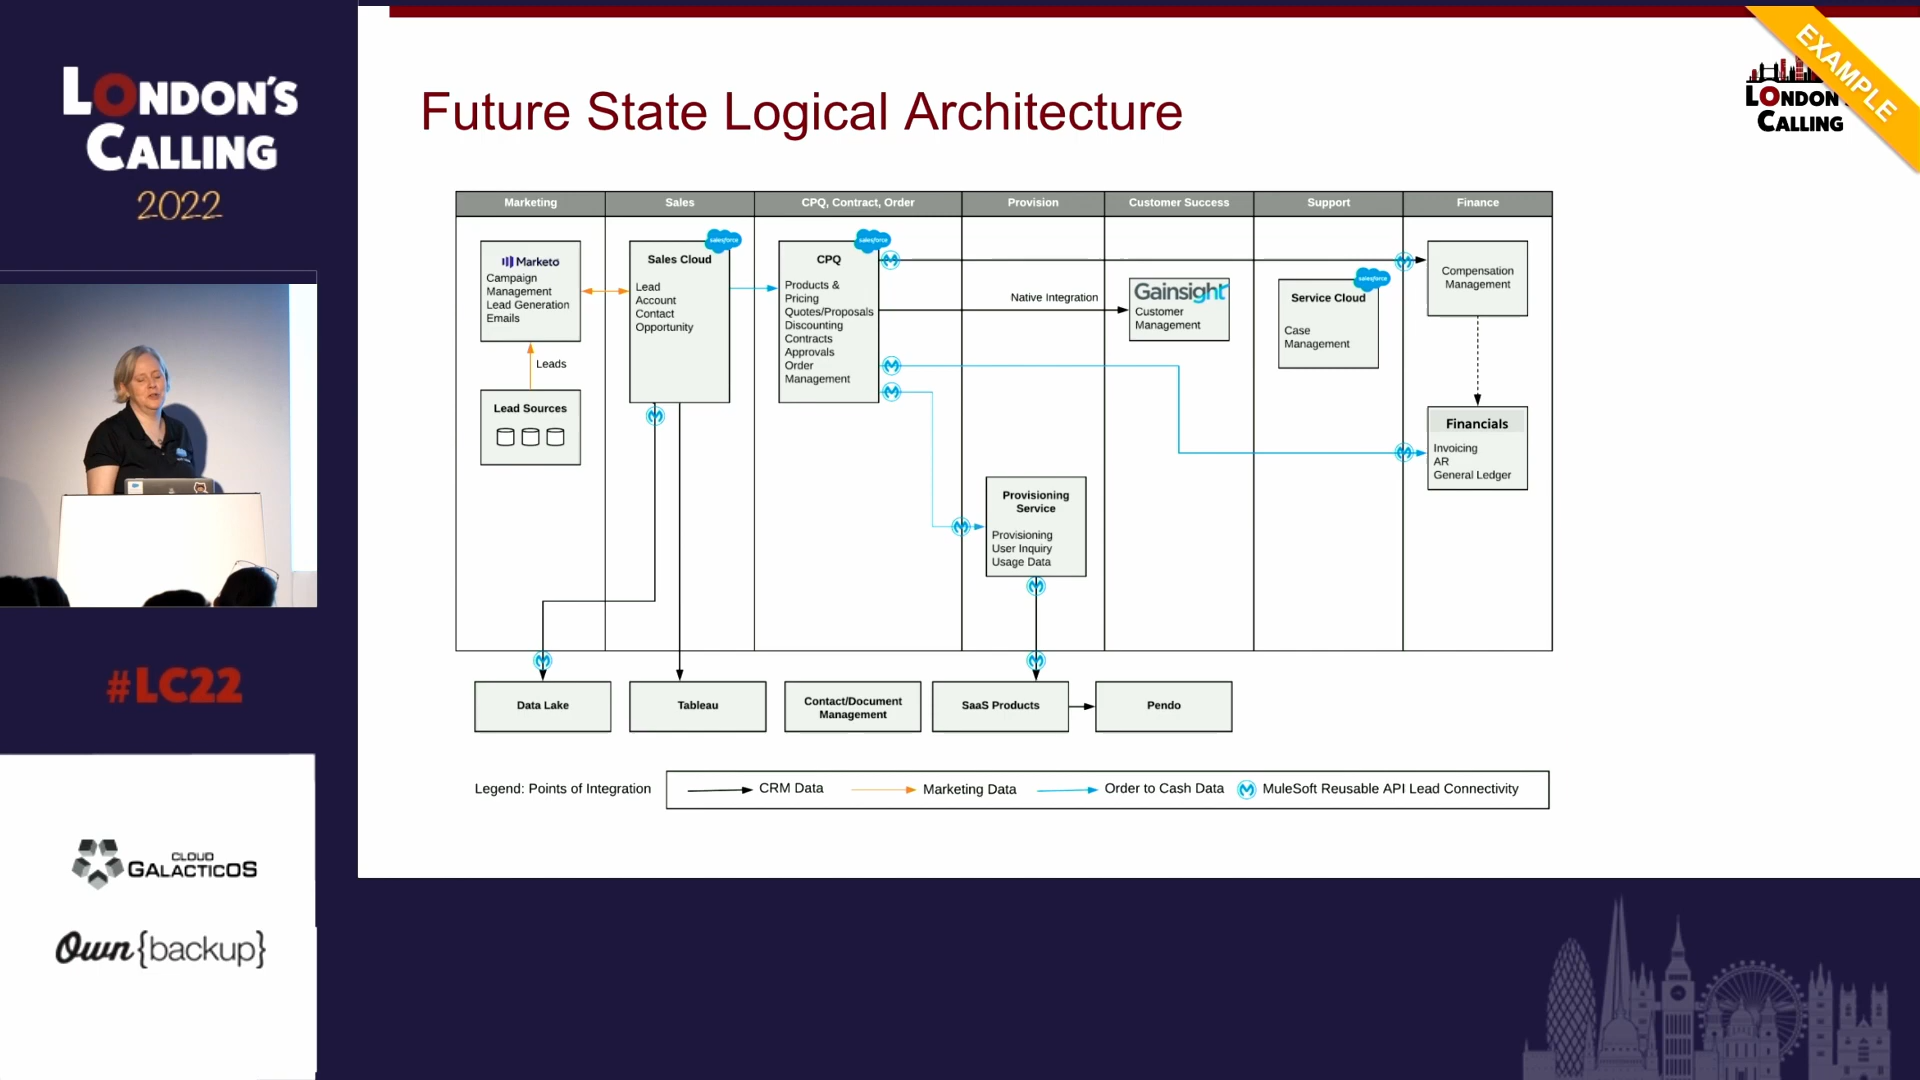 LONDON'S
CALLING
2022
#LC22
CLOUD
GALACTICOS
Own{backup}
EXAMPLE
LONDON
CALLING
Future State Logical Architecture
Marketing
Sales
CPQ, Contract, Order
Provision
Customer Success
Support
Finance
Marketo
Campaign
Management
Lead Generation
Emails
Leads
Lead Sources
salesforce
Sales Cloud
Lead
Account
Contact
Opportunity
salesforce
CPQ
Products &
Pricing
Quotes/Proposals
Discounting
Contracts
Approvals
Order
Management
Native Integration
Provisioning
Service
Provisioning
User Inquiry
Usage Data
Gainsight
Customer
Management
salesforce
Service Cloud
Case
Management
Compensation
Management
Financials
Invoicing
AR
General Ledger
Data Lake
Tableau
Contact/Document
Management
SaaS Products
Pendo
Legend: Points of Integration
CRM Data
Marketing Data
Order to Cash Data
MuleSoft Reusable API Lead Connectivity